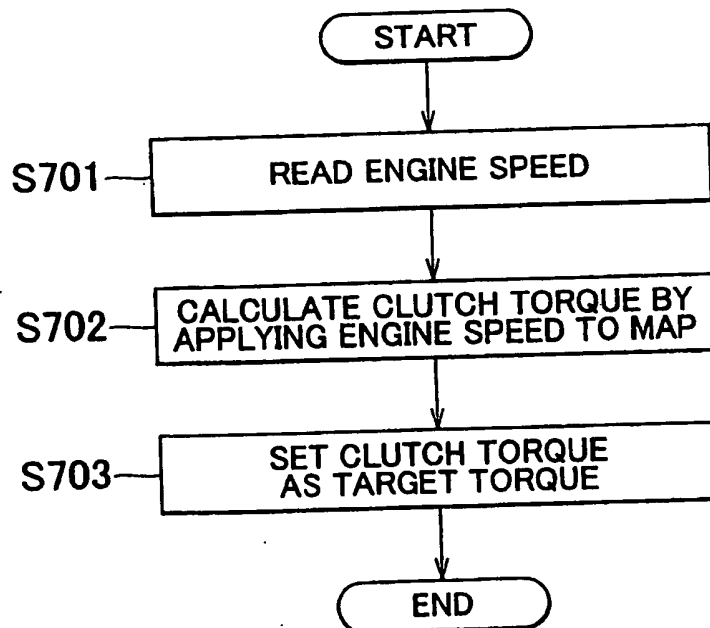 START
S701
READ ENGINE SPEED
S702
CALCULATE CLUTCH TORQUE BY
APPLYING ENGINE SPEED TO MAP
S703
SET CLUTCH TORQUE
AS TARGET TORQUE
END